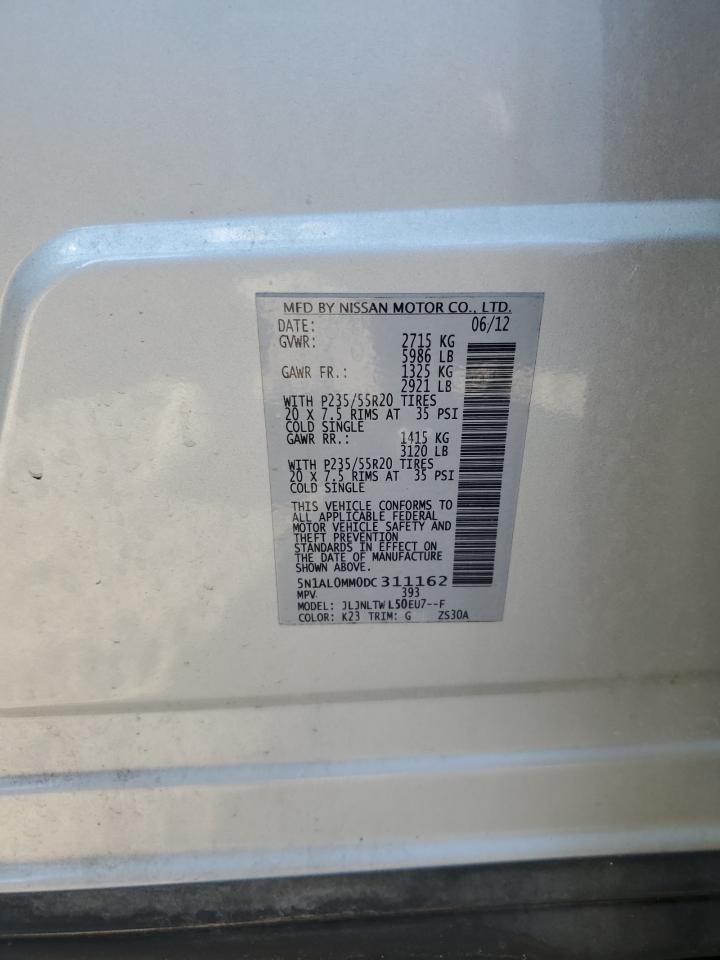 MFD BY NISSAN MOTOR CO., LTD.
DATE: 06/12
GVWR: 2715 KG
5986 LB
GAWR FR.: 1325 KG
2921 LB
WITH P235/55R20 TIRES
20 X 7.5 RIMS AT 35 PSI
COLD SINGLE
GAWR RR.: 1415 KG
3120 LB
WITH P235/55R20 TIRES
20 X 7.5 RIMS AT 35 PSI
COLD SINGLE
THIS VEHICLE CONFORMS TO
ALL APPLICABLE FEDERAL
MOTOR VEHICLE SAFETY AND
THEFT PREVENTION
STANDARDS IN EFFECT ON
THE DATE OF MANUFACTURE
SHOWN ABOVE.
5N1AL0MM0DC311162
MPV 393
MODEL: JLJNLTWL50EU7--F
COLOR: K23 TRIM: G ZS30A